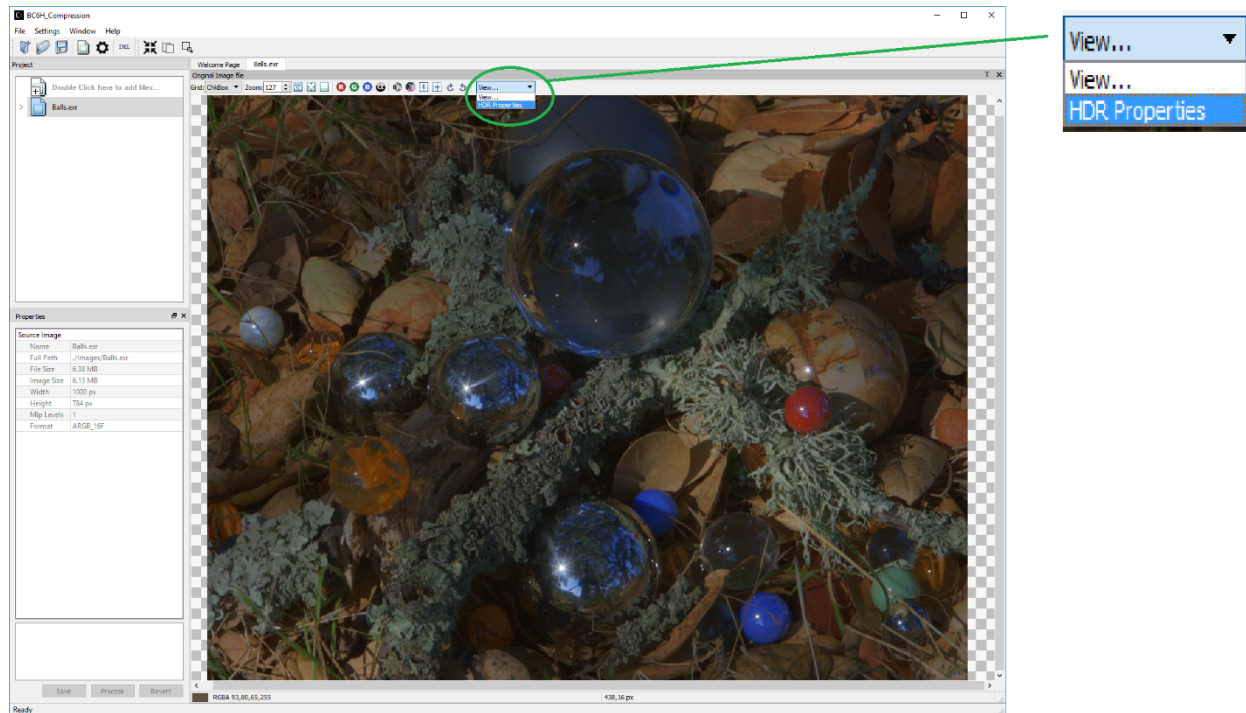 BC6H_Compression
File Settings Window Help
DEL
Project
Double Click here to add files...
Balls.exr
Welcome Page Balls.exr
Original Image file
Grid: ChkBox Zoom: 127 View...
View...
HDR Properties
View...
View...
HDR Properties
Properties
Source Image
Name Balls.exr
Full Path ./Images/Balls.exr
File Size 6.38 MB
Image Size 6.13 MB
Width 1000 px
Height 784 px
Mip Levels 1
Format ARGB_16F
Save Process Revert
RGBA 93,80,65,255 438,16 px
Ready